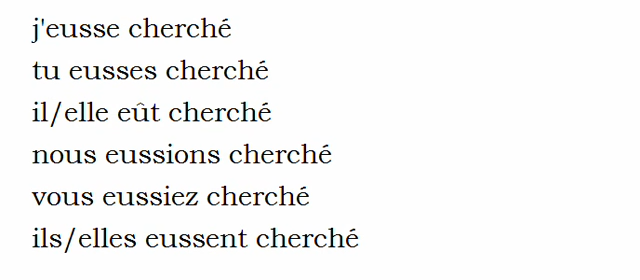 j'eusse cherché
tu eusses cherché
il/elle eût cherché
nous eussions cherché
vous eussiez cherché
ils/elles eussent cherché